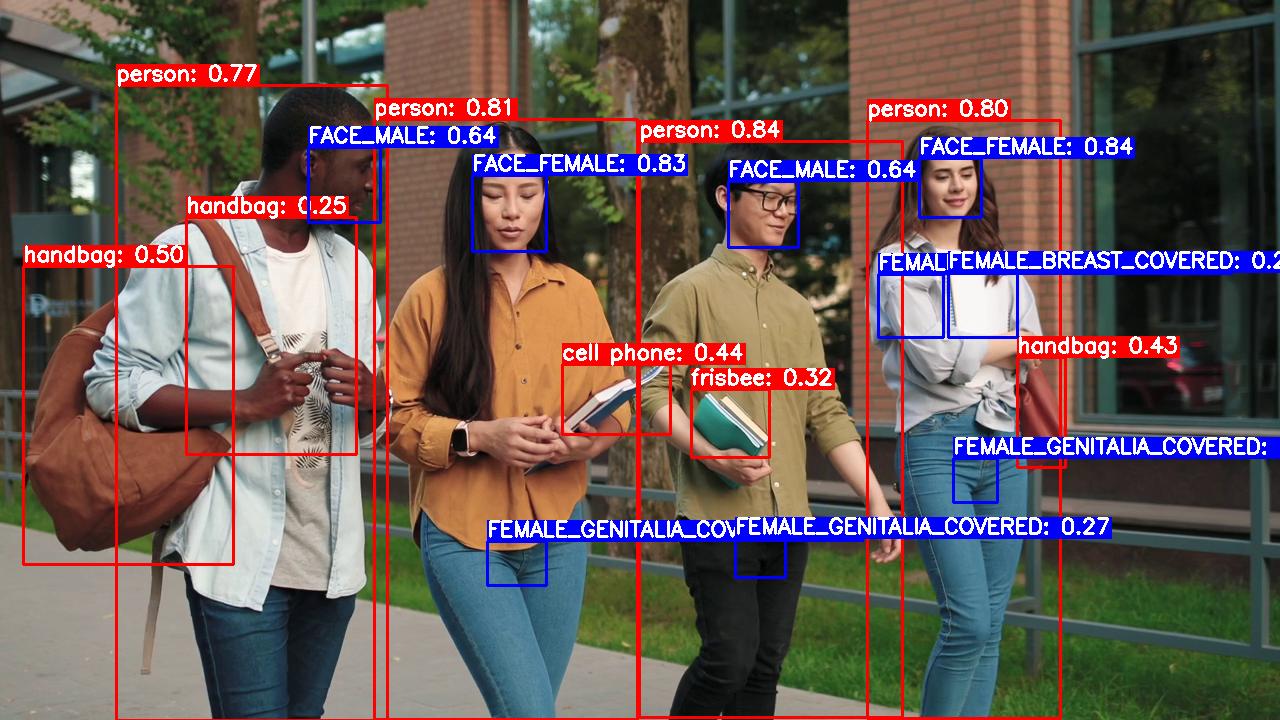 person: 0.77
person: 0.81
person: 0.80
person: 0.84
FACE_MALE: 0.64
FACE_FEMALE: 0.83
FACE_MALE: 0.64
FACE_FEMALE: 0.84
handbag: 0.25
handbag: 0.50
FEMAL
FEMALE_BREAST_COVERED: 0.2
cell phone: 0.44
handbag: 0.43
frisbee: 0.32
FEMALE_GENITALIA_COVERED:
FEMALE_GENITALIA_COV
FEMALE_GENITALIA_COVERED: 0.27